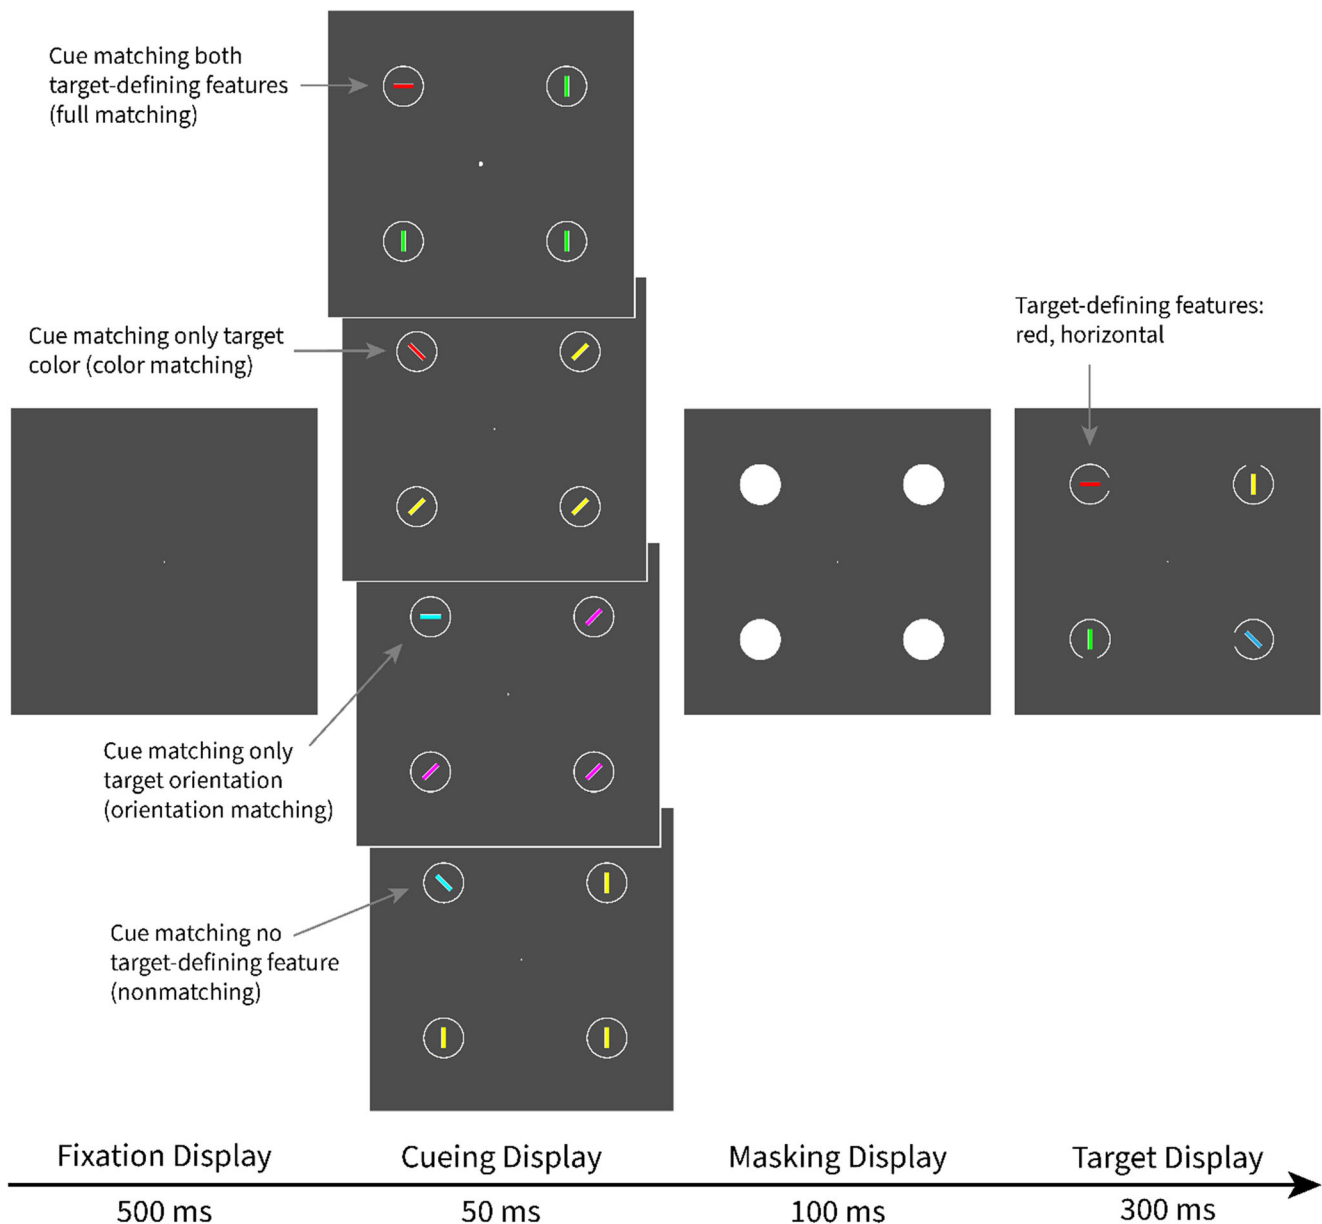 Cue matching both
target-defining features
(full matching)
Cue matching only target
color (color matching)
Target-defining features:
red, horizontal
Cue matching only
target orientation
(orientation matching)
Cue matching no
target-defining feature
(nonmatching)
Fixation Display
Cueing Display
Masking Display
Target Display
500 ms
50 ms
100 ms
300 ms